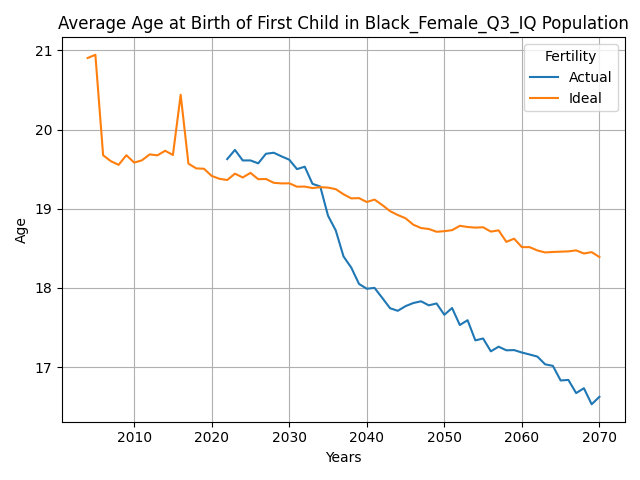 Average Age at Birth of First Child in Black_Female_Q3_IQ Population
Fertility
Actual
Ideal
Age
21
20
19
18
17
2010
2020
2030
2040
2050
2060
2070
Years